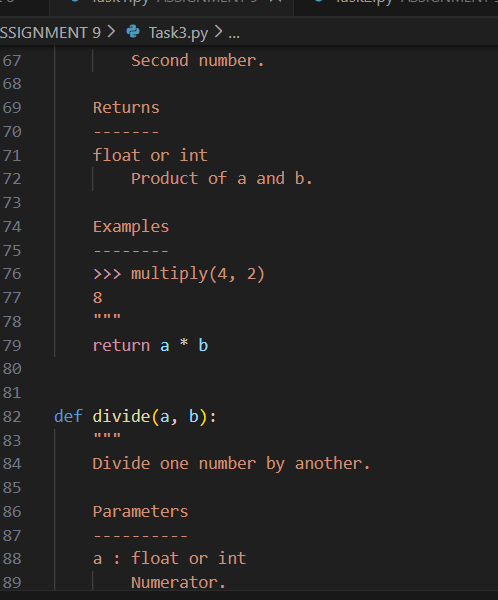 SSIGNMENT 9 > Task3.py > ...
67 Second number.
68
69 Returns
70 -------
71 float or int
72 Product of a and b.
73
74 Examples
75 --------
76 >>> multiply(4, 2)
77 8
78 """
79 return a * b
80
81
82 def divide(a, b):
83 """
84 Divide one number by another.
85
86 Parameters
87 ----------
88 a : float or int
89 Numerator.